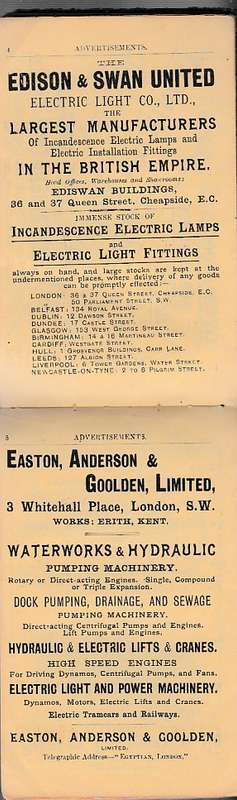 4 ADVERTISEMENTS.
THE
EDISON & SWAN UNITED
ELECTRIC LIGHT CO., LTD.,
THE
LARGEST MANUFACTURERS
Of Incandescence Electric Lamps and
Electric Installation Fittings
IN THE BRITISH EMPIRE.
Head Offices, Warehouses and Showrooms:
EDISWAN BUILDINGS,
36 and 37 Queen Street, Cheapside, E.C.
IMMENSE STOCK OF
INCANDESCENCE ELECTRIC LAMPS
and
ELECTRIC LIGHT FITTINGS
always on hand, and large stocks are kept at the
undermentioned places, where delivery of any goods
can be promptly effected:—
LONDON: 36 & 37 QUEEN STREET, CHEAPSIDE, E.C.
50 PARLIAMENT STREET, S.W.
BELFAST: 134 ROYAL AVENUE.
DUBLIN: 12 DAWSON STREET.
DUNDEE: 17 CASTLE STREET.
GLASGOW: 153 WEST GEORGE STREET.
BIRMINGHAM: 14 & 16 MARTINEAU STREET.
CARDIFF: WESTGATE STREET.
HULL: 1 GROSVENOR BUILDINGS, CARR LANE.
LEEDS: 127 ALBION STREET.
LIVERPOOL: 6 TOWER GARDENS, WATER STREET.
NEWCASTLE-ON-TYNE: 2 TO 6 PILGRIM STREET.
ADVERTISEMENTS.
EASTON, ANDERSON &
GOOLDEN, LIMITED,
3 Whitehall Place, London, S.W.
WORKS: ERITH, KENT.
WATERWORKS & HYDRAULIC
PUMPING MACHINERY.
Rotary or Direct-acting Engines. Single, Compound
or Triple Expansion.
DOCK PUMPING, DRAINAGE, AND SEWAGE
PUMPING MACHINERY.
Direct-acting Centrifugal Pumps and Engines.
Lift Pumps and Engines.
HYDRAULIC & ELECTRIC LIFTS & CRANES.
HIGH SPEED ENGINES
For Driving Dynamos, Centrifugal Pumps, and Fans.
ELECTRIC LIGHT AND POWER MACHINERY.
Dynamos, Motors, Electric Lifts and Cranes.
Electric Tramcars and Railways.
EASTON, ANDERSON & GOOLDEN,
LIMITED.
Telegraphic Address—"EGYPTIAN, LONDON."